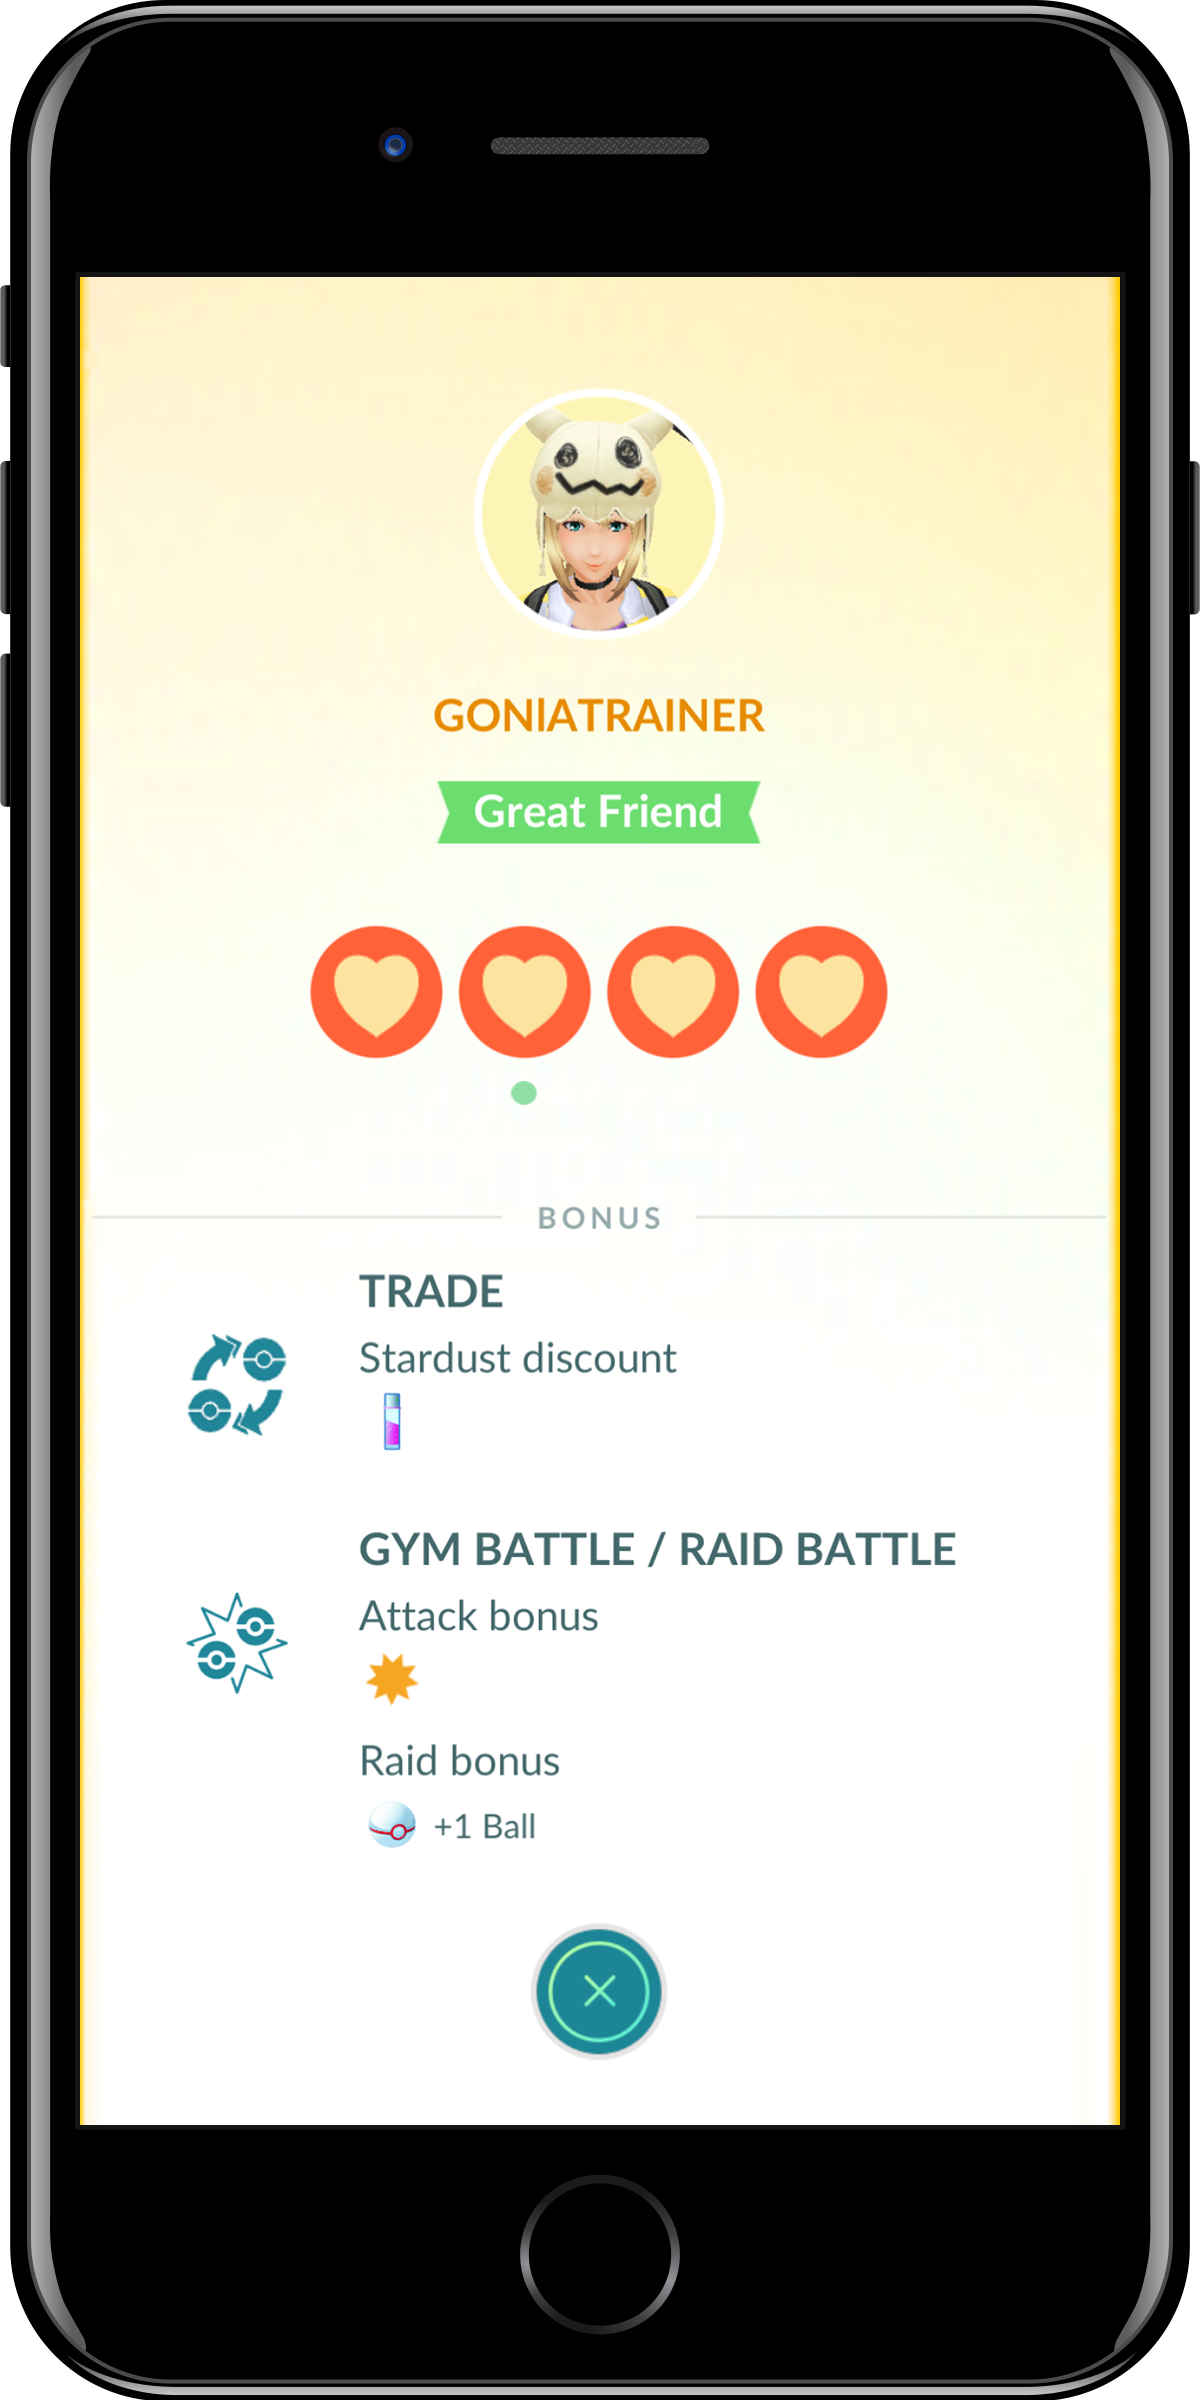 GONIATRAINER
Great Friend
BONUS
TRADE
Stardust discount
GYM BATTLE / RAID BATTLE
Attack bonus
Raid bonus
+1 Ball